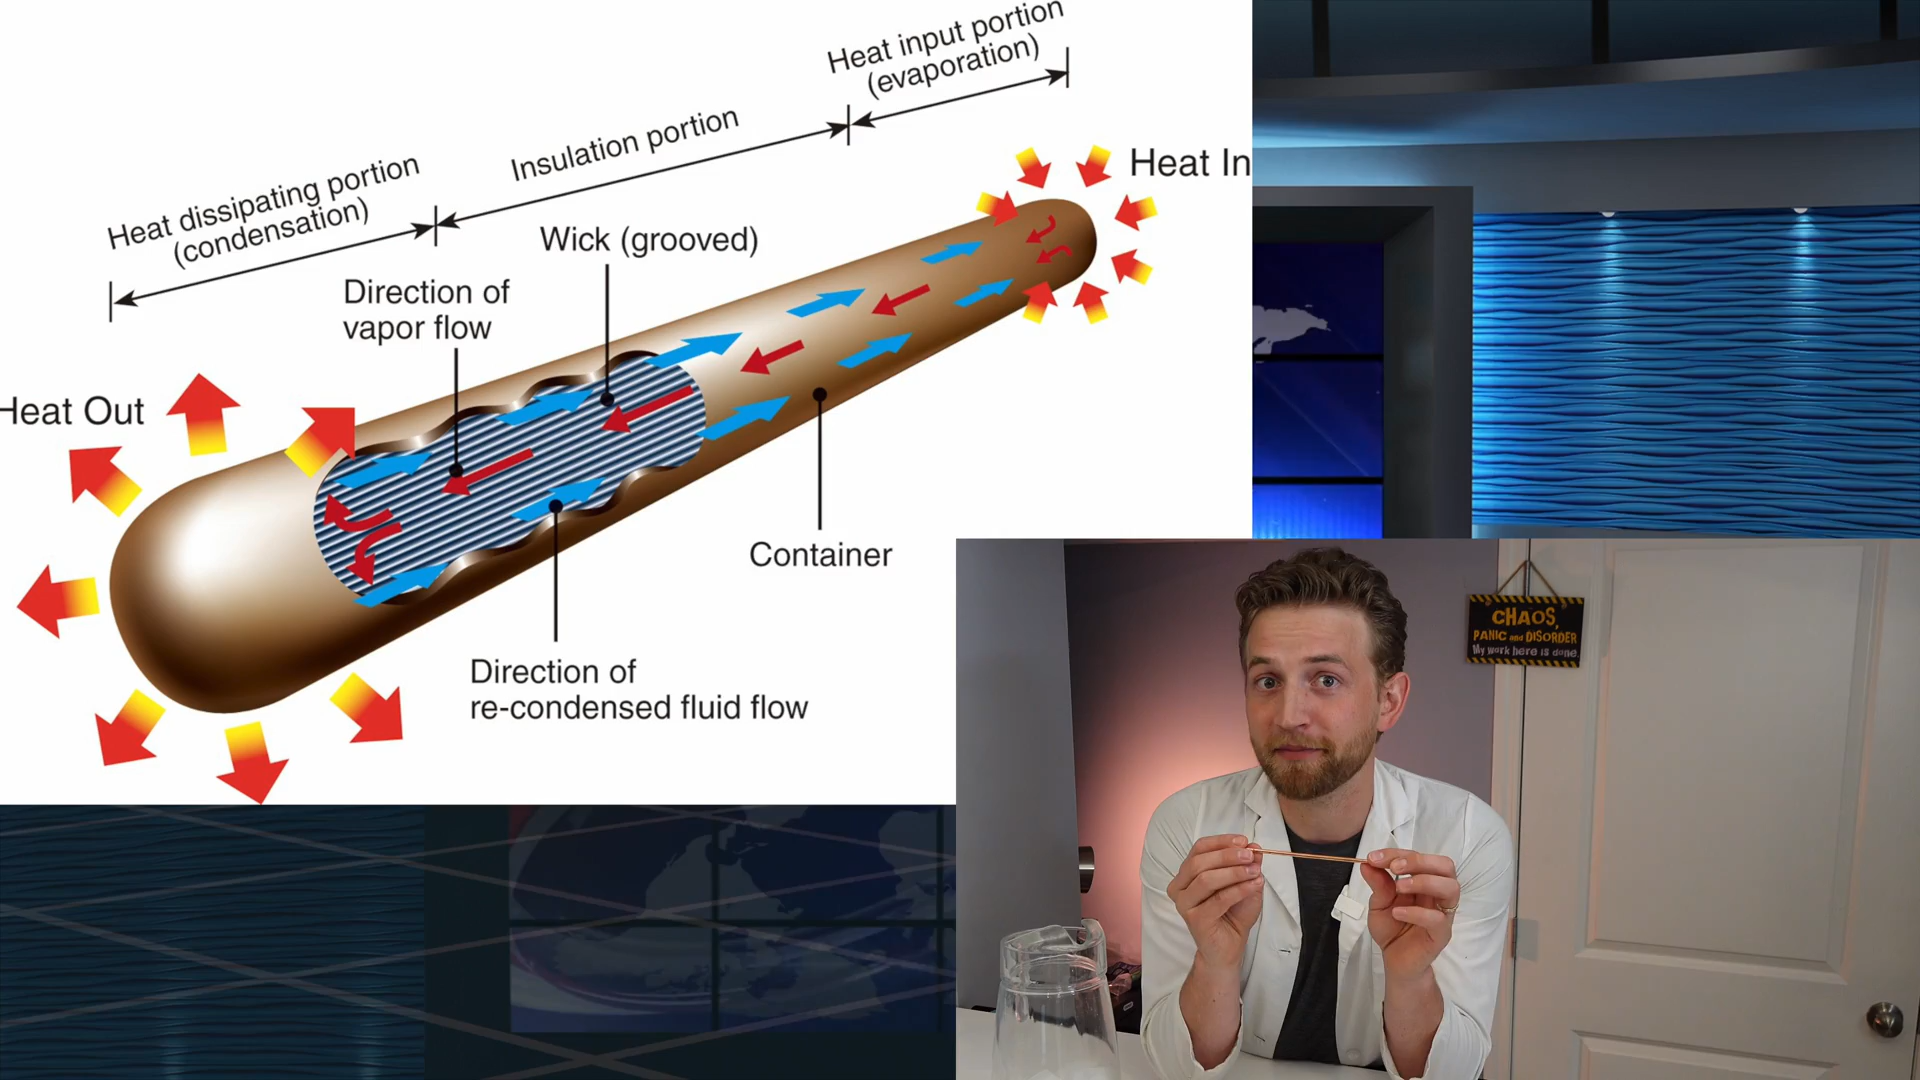 Heat input portion
(evaporation)
Insulation portion
Heat dissipating portion
(condensation)
Heat In
Wick (grooved)
Direction of
vapor flow
Heat Out
Container
Direction of
re-condensed fluid flow
CHAOS,
PANIC and DISORDER
My work here is done.